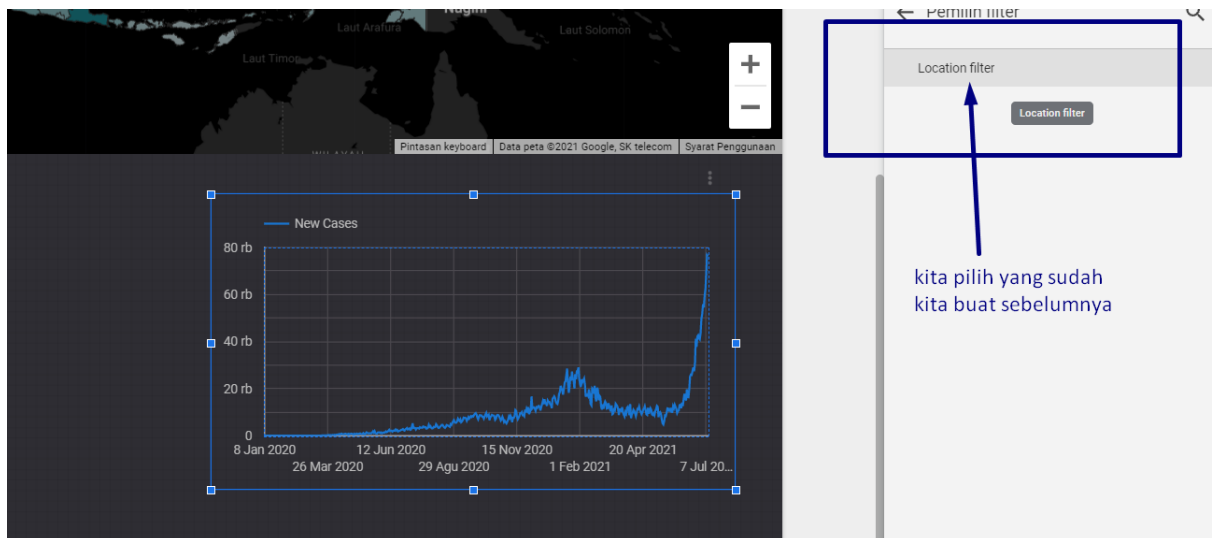 Nugini
Laut Arafura
Laut Solomon
Laut Timor
Pintasan keyboard
Data peta ©2021 Google, SK telecom
Syarat Penggunaan
New Cases
80 rb
60 rb
40 rb
20 rb
0
8 Jan 2020
12 Jun 2020
15 Nov 2020
20 Apr 2021
26 Mar 2020
29 Agu 2020
1 Feb 2021
7 Jul 20...
Pemilih filter
Location filter
Location filter
kita pilih yang sudah
kita buat sebelumnya